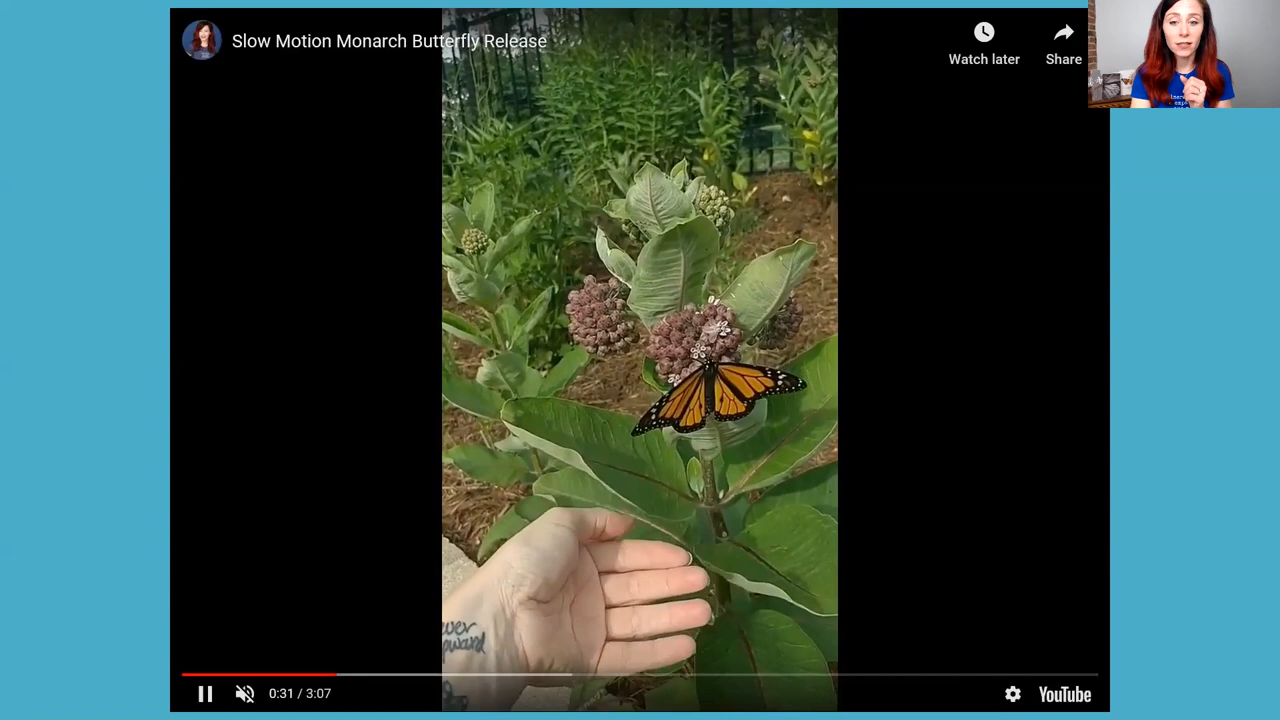 Slow Motion Monarch Butterfly Release
Watch later
Share
0:31 / 3:07
YouTube